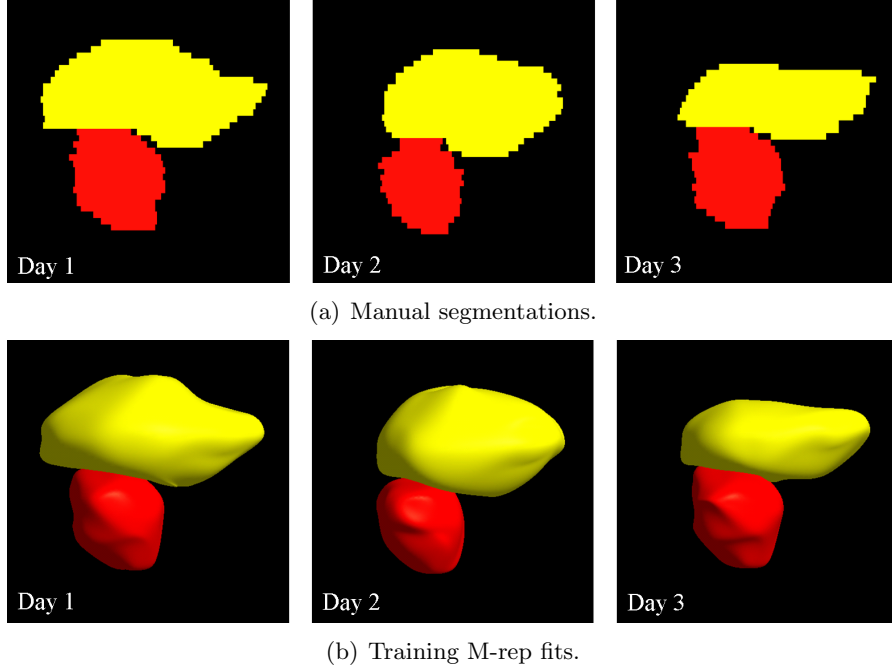 Day 1
Day 2
Day 3
(a) Manual segmentations.
Day 1
Day 2
Day 3
(b) Training M-rep fits.